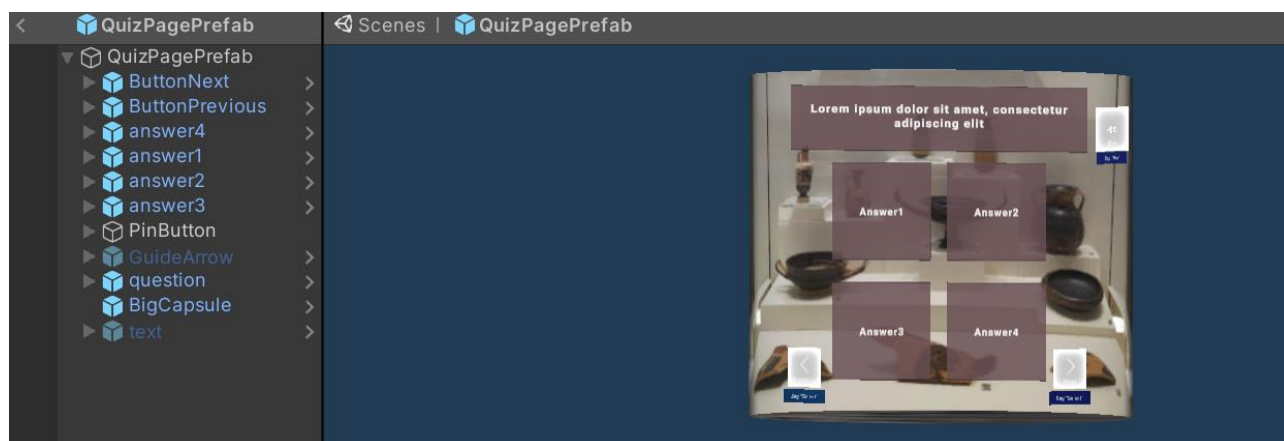 QuizPagePrefab
Scenes | QuizPagePrefab
QuizPagePrefab
ButtonNext
ButtonPrevious
answer4
answer1
answer2
answer3
PinButton
GuideArrow
question
BigCapsule
text
Lorem ipsum dolor sit amet, consectetur
adipiscing elit
Answer1 Answer2
Answer3 Answer4